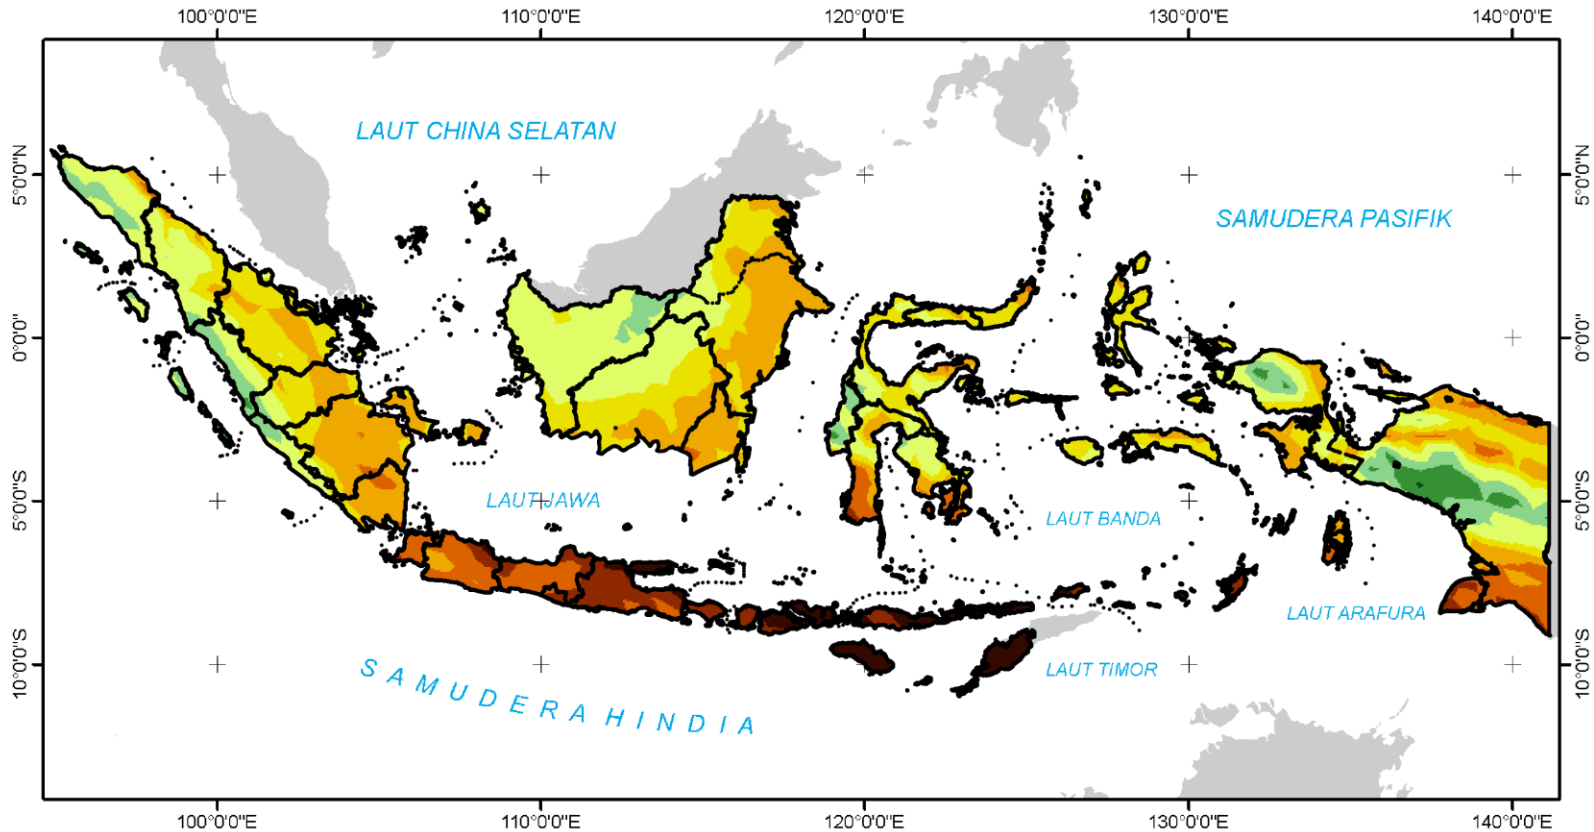 100°0'0"E 110°0'0"E 120°0'0"E 130°0'0"E 140°0'0"E
LAUT CHINA SELATAN
5°0'0"N 5°0'0"N
SAMUDERA PASIFIK
0°0'0" 0°0'0"
5°0'0"S LAUT JAWA 5°0'0"S
LAUT BANDA
LAUT ARAFURA
10°0'0"S LAUT TIMOR 10°0'0"S
SAMUDERA HINDIA
100°0'0"E 110°0'0"E 120°0'0"E 130°0'0"E 140°0'0"E